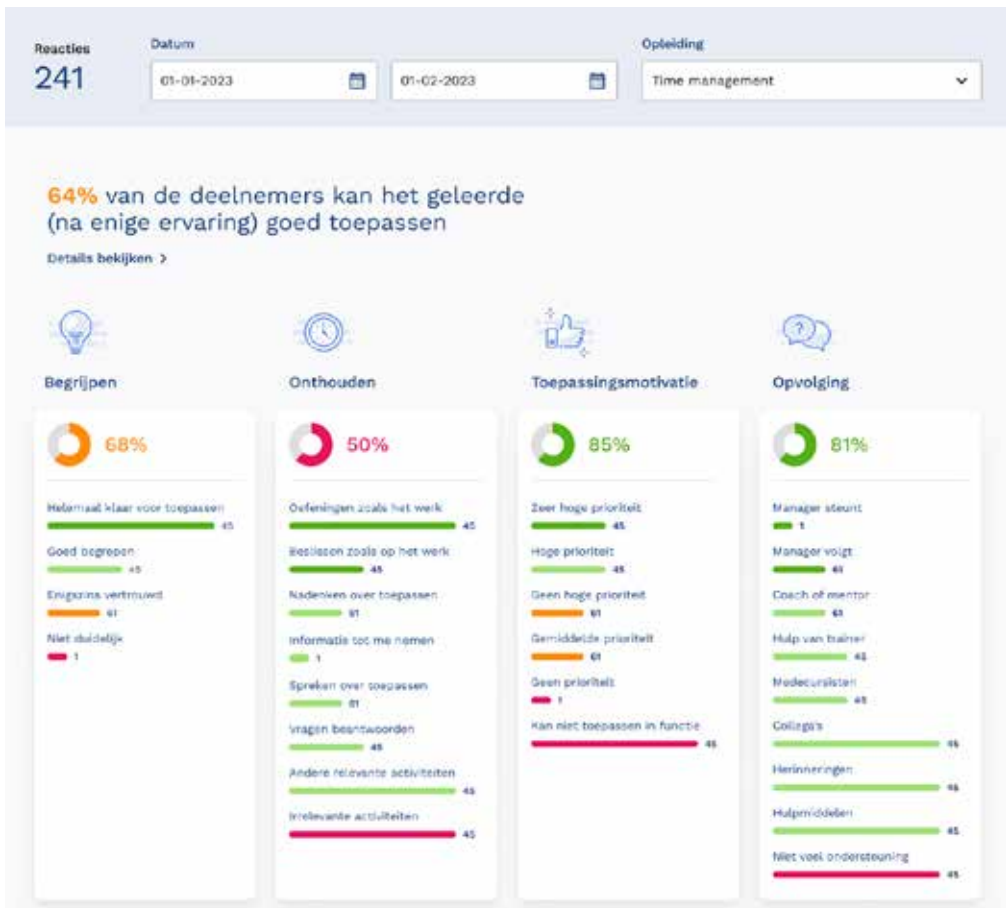 Reacties
241
Datum
01-01-2023
01-02-2023
Opleiding
Time management
64% van de deelnemers kan het geleerde
(na enige ervaring) goed toepassen
Details bekijken >
Begrijpen
68%
Helemaal klaar voor toepassen
45
Goed begrepen
45
Enigszins vertrouwd
61
Niet duidelijk
1
Onthouden
50%
Oefeningen zoals het werk
45
Beslissen zoals op het werk
45
Nadenken over toepassen
61
Informatie tot me nemen
1
Spreken over toepassen
61
Vragen beantwoorden
45
Andere relevante activiteiten
45
Irrelevante activiteiten
45
Toepassingsmotivatie
85%
Zeer hoge prioriteit
45
Hoge prioriteit
45
Geen hoge prioriteit
61
Gemiddelde prioriteit
61
Geen prioriteit
1
Kan niet toepassen in functie
45
Opvolging
81%
Manager steunt
1
Manager volgt
61
Coach of mentor
61
Hulp van trainer
45
Medecursisten
45
Collega's
45
Herinneringen
45
Hulpmiddelen
45
Niet veel ondersteuning
45